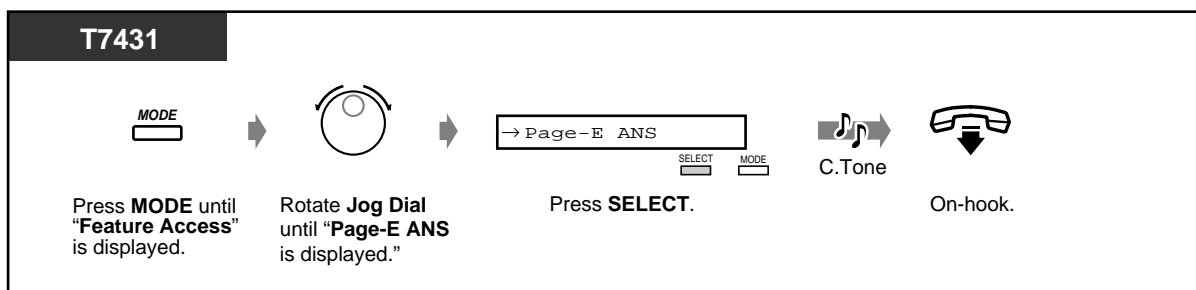 T7431
MODE
→Page-E ANS
SELECT MODE
C.Tone
Press MODE until
“Feature Access”
is displayed.
Rotate Jog Dial
until “Page-E ANS
is displayed.”
Press SELECT.
On-hook.